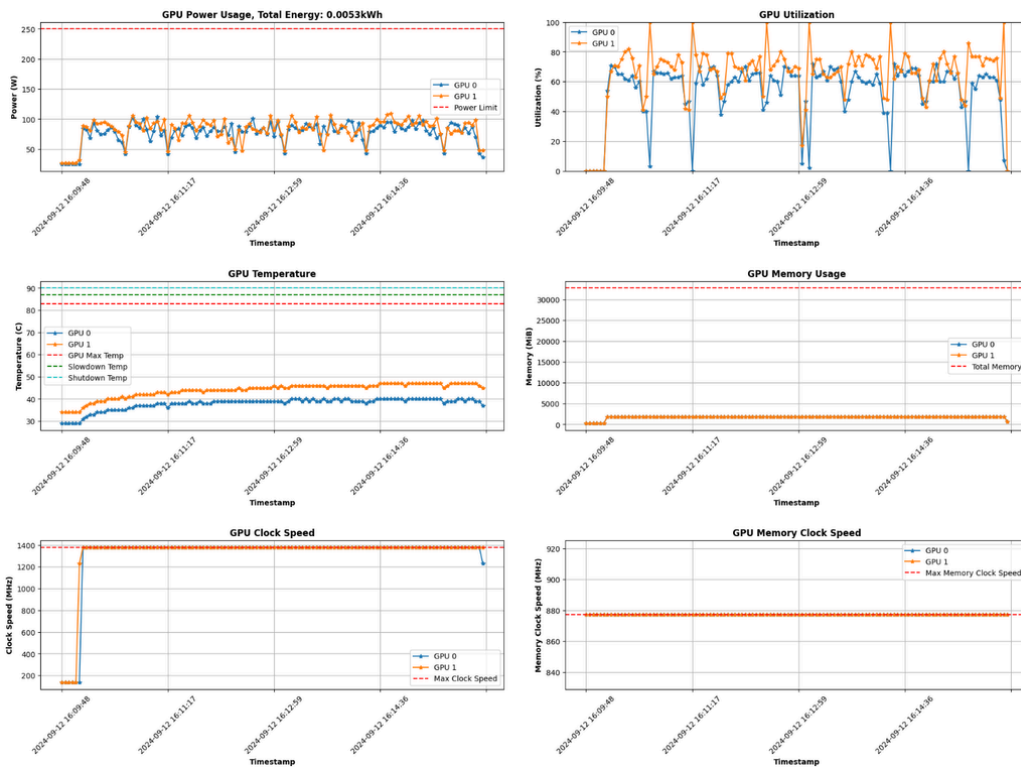 GPU Power Usage, Total Energy: 0.0053kWh
250
200
150
100
50
Power (W)
GPU 0
GPU 1
Power Limit
2024-09-12 16:09:48
2024-09-12 16:11:17
2024-09-12 16:12:59
2024-09-12 16:14:36
Timestamp
GPU Utilization
100
80
60
40
20
0
Utilization (%)
GPU 0
GPU 1
2024-09-12 16:09:48
2024-09-12 16:11:17
2024-09-12 16:12:59
2024-09-12 16:14:36
Timestamp
GPU Temperature
90
80
70
60
50
40
30
Temperature (C)
GPU 0
GPU 1
GPU Max Temp
Slowdown Temp
Shutdown Temp
2024-09-12 16:09:48
2024-09-12 16:11:17
2024-09-12 16:12:59
2024-09-12 16:14:36
Timestamp
GPU Memory Usage
30000
25000
20000
15000
10000
5000
0
Memory (MiB)
GPU 0
GPU 1
Total Memory
2024-09-12 16:09:48
2024-09-12 16:11:17
2024-09-12 16:12:59
2024-09-12 16:14:36
Timestamp
GPU Clock Speed
1400
1200
1000
800
600
400
200
Clock Speed (MHz)
GPU 0
GPU 1
Max Clock Speed
2024-09-12 16:09:48
2024-09-12 16:11:17
2024-09-12 16:12:59
2024-09-12 16:14:36
Timestamp
GPU Memory Clock Speed
920
900
880
860
840
Memory Clock Speed (MHz)
GPU 0
GPU 1
Max Memory Clock Speed
2024-09-12 16:09:48
2024-09-12 16:11:17
2024-09-12 16:12:59
2024-09-12 16:14:36
Timestamp